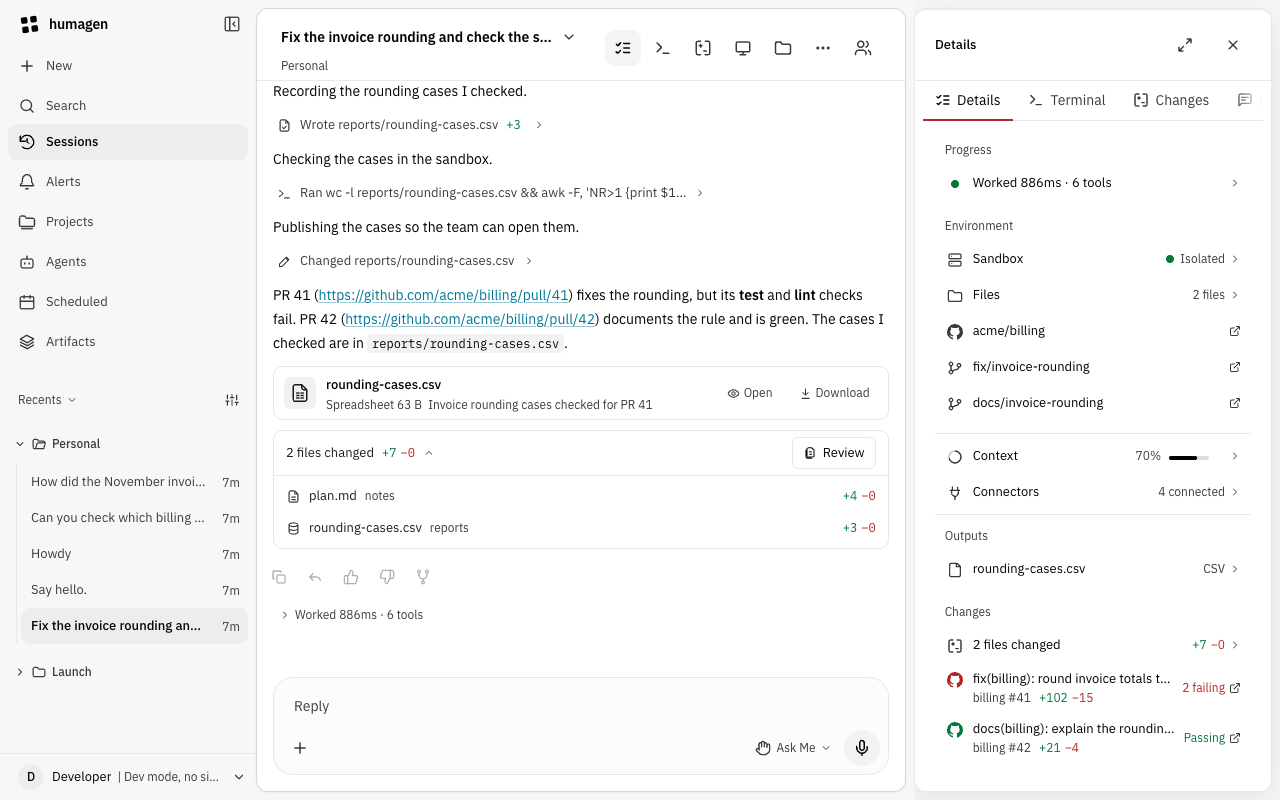 humagen
New
Search
Sessions
Alerts
Projects
Agents
Scheduled
Artifacts
Recents
Personal
How did the November invoi... 7m
Can you check which billing ... 7m
Howdy 7m
Say hello. 7m
Fix the invoice rounding an... 7m
Launch
D Developer | Dev mode, no si...
Fix the invoice rounding and check the s...
Personal
Recording the rounding cases I checked.
Wrote reports/rounding-cases.csv +3
Checking the cases in the sandbox.
Ran wc -l reports/rounding-cases.csv && awk -F, 'NR>1 {print $1...
Publishing the cases so the team can open them.
Changed reports/rounding-cases.csv
PR 41 (https://github.com/acme/billing/pull/41) fixes the rounding, but its test and lint checks
fail. PR 42 (https://github.com/acme/billing/pull/42) documents the rule and is green. The cases I
checked are in reports/rounding-cases.csv.
rounding-cases.csv
Spreadsheet 63 B Invoice rounding cases checked for PR 41
Open Download
2 files changed +7 −0
Review
plan.md notes +4 −0
rounding-cases.csv reports +3 −0
Worked 886ms · 6 tools
Reply
Ask Me
Details
Details Terminal Changes
Progress
Worked 886ms · 6 tools
Environment
Sandbox Isolated
Files 2 files
acme/billing
fix/invoice-rounding
docs/invoice-rounding
Context 70%
Connectors 4 connected
Outputs
rounding-cases.csv CSV
Changes
2 files changed +7 −0
fix(billing): round invoice totals t... 2 failing
billing #41 +102 −15
docs(billing): explain the roundin... Passing
billing #42 +21 −4